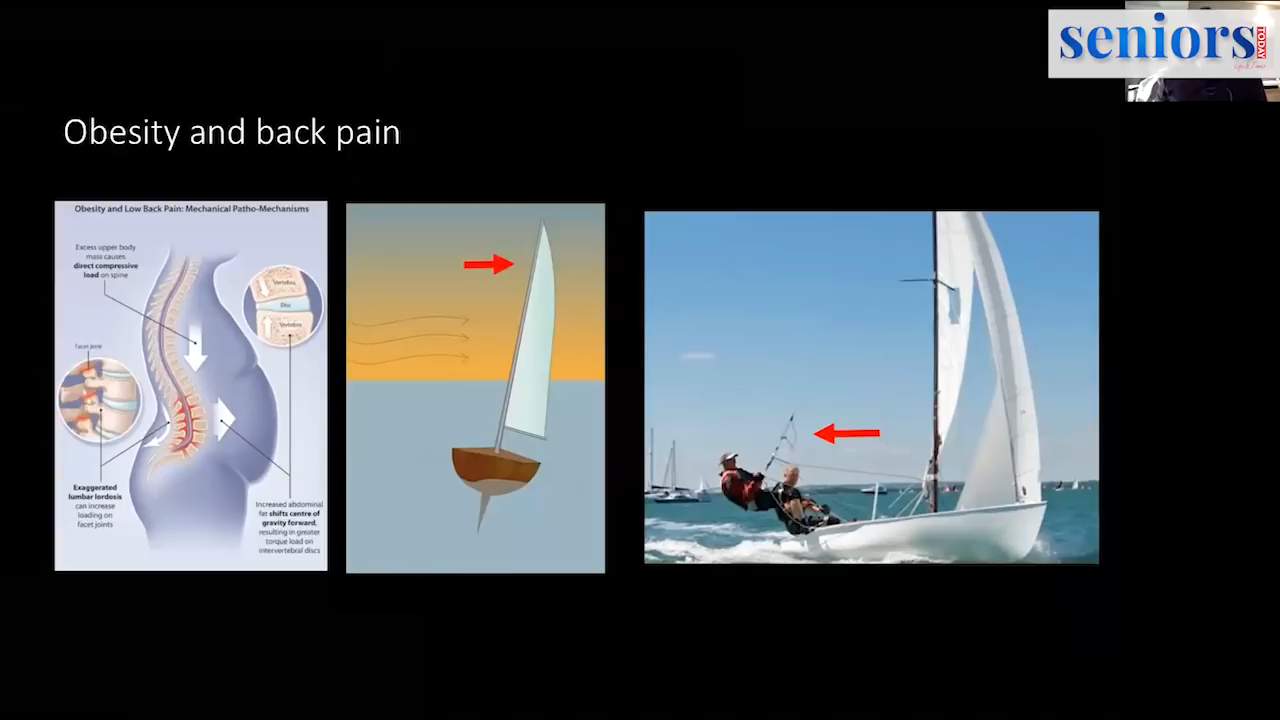 seniors
TODAY
Obesity and back pain
Obesity and Low Back Pain: Mechanical Patho-Mechanisms
Excess upper body
mass causes
direct compressive
load on spine
Vertebra
Disc
Vertebra
Facet joint
Exaggerated
lumbar lordosis
can increase
loading on
facet joints
Increased abdominal
fat shifts centre of
gravity forward,
resulting in greater
torque load on
intervertebral discs